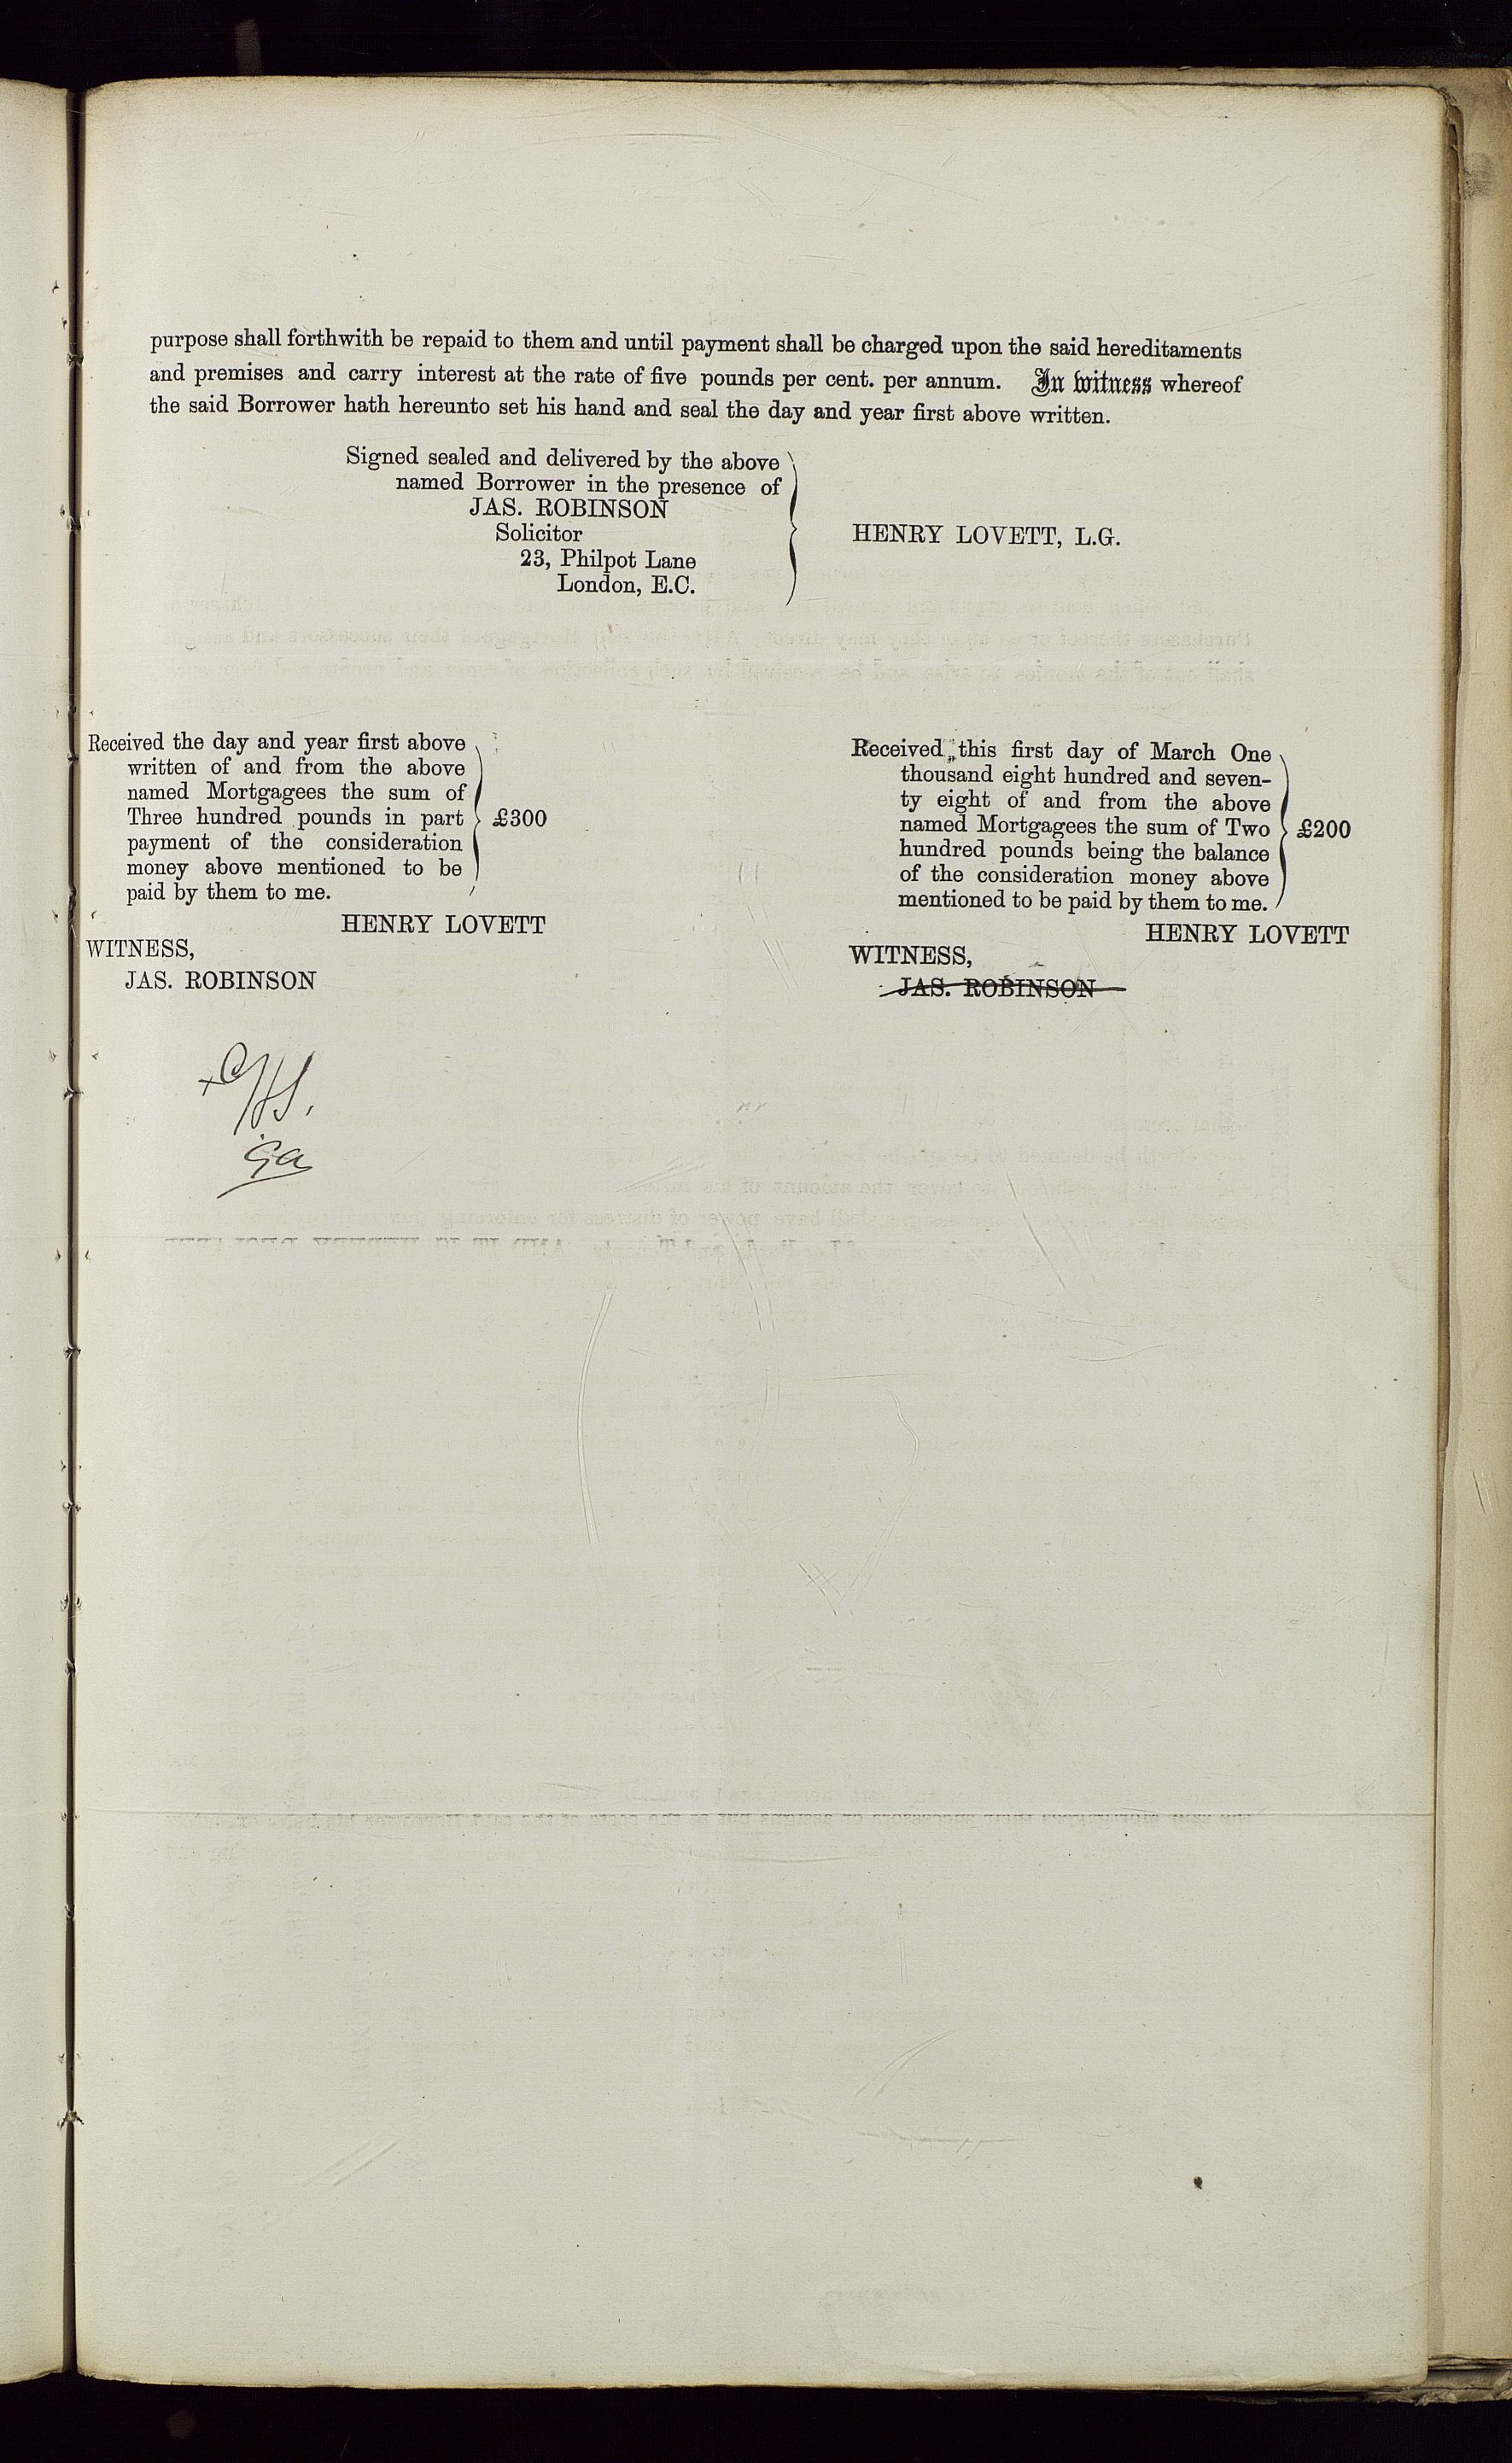 purpose shall forthwith be repaid to them and until payment shall be charged upon the said hereditaments
and premises and carry interest at the rate of five pounds per cent. per annum. In witness whereof
the said Borrower hath hereunto set his hand and seal the day and year first above written.
Signed sealed and delivered by the above
named Borrower in the presence of
JAS. ROBINSON
Solicitor
23, Philpot Lane
London, E.C.
HENRY LOVETT, L.G.
Received the day and year first above
written of and from the above
named Mortgagees the sum of
Three hundred pounds in part
payment of the consideration
money above mentioned to be
paid by them to me.
£300
HENRY LOVETT
WITNESS,
JAS. ROBINSON
Received this first day of March One
thousand eight hundred and seven-
ty eight of and from the above
named Mortgagees the sum of Two
hundred pounds being the balance
of the consideration money above
mentioned to be paid by them to me.
£200
HENRY LOVETT
WITNESS,
JAS. ROBINSON